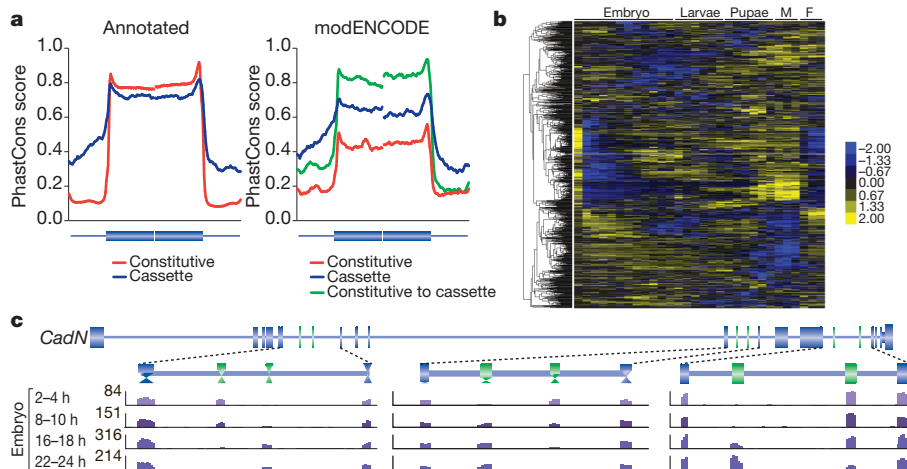 a
Annotated
modENCODE
PhastCons score
1.0
0.8
0.6
0.4
0.2
0.0
Constitutive
Cassette
PhastCons score
1.0
0.8
0.6
0.4
0.2
0.0
Constitutive
Cassette
Constitutive to cassette
b
Embryo Larvae Pupae M F
–2.00
–1.33
–0.67
0.00
0.67
1.33
2.00
c
CadN
Embryo
2–4 h 84
8–10 h 151
16–18 h 316
22–24 h 214